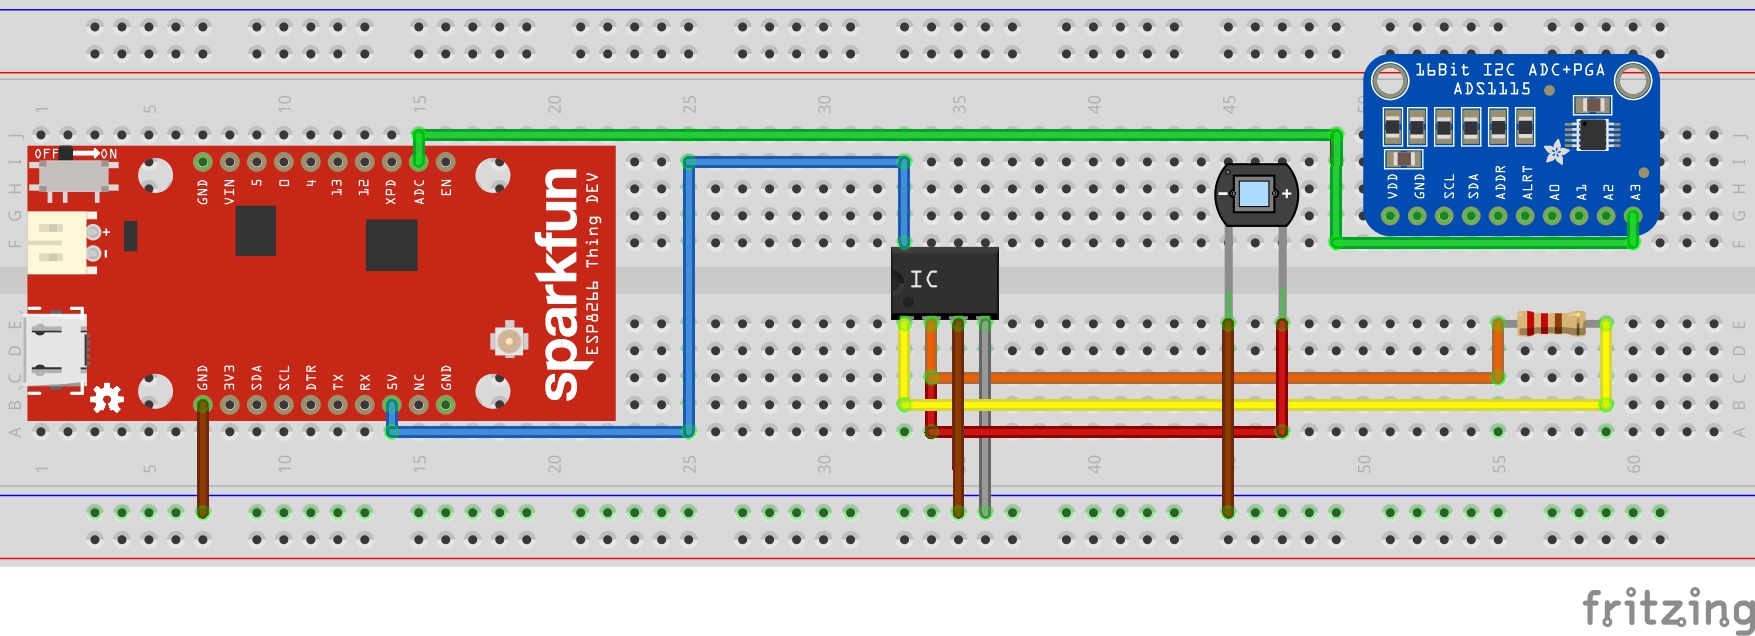 1 5 10 15 20 25 30 35 40 45
J J
I I
H H
G G
F F
OFF ON
GND VIN 5 0 4 13 12 XPD ADC EN
+
-
sparkfun
ESP8266 Thing DEV
GND 3V3 SDA SCL DTR TX RX 5V NC GND
IC
- +
16Bit I2C ADC+PGA
ADS1115
VDD GND SCL SDA ADDR ALRT A0 A1 A2 A3
E E
D D
C C
B B
A A
1 5 10 15 20 25 30 40 50 55 60
fritzing